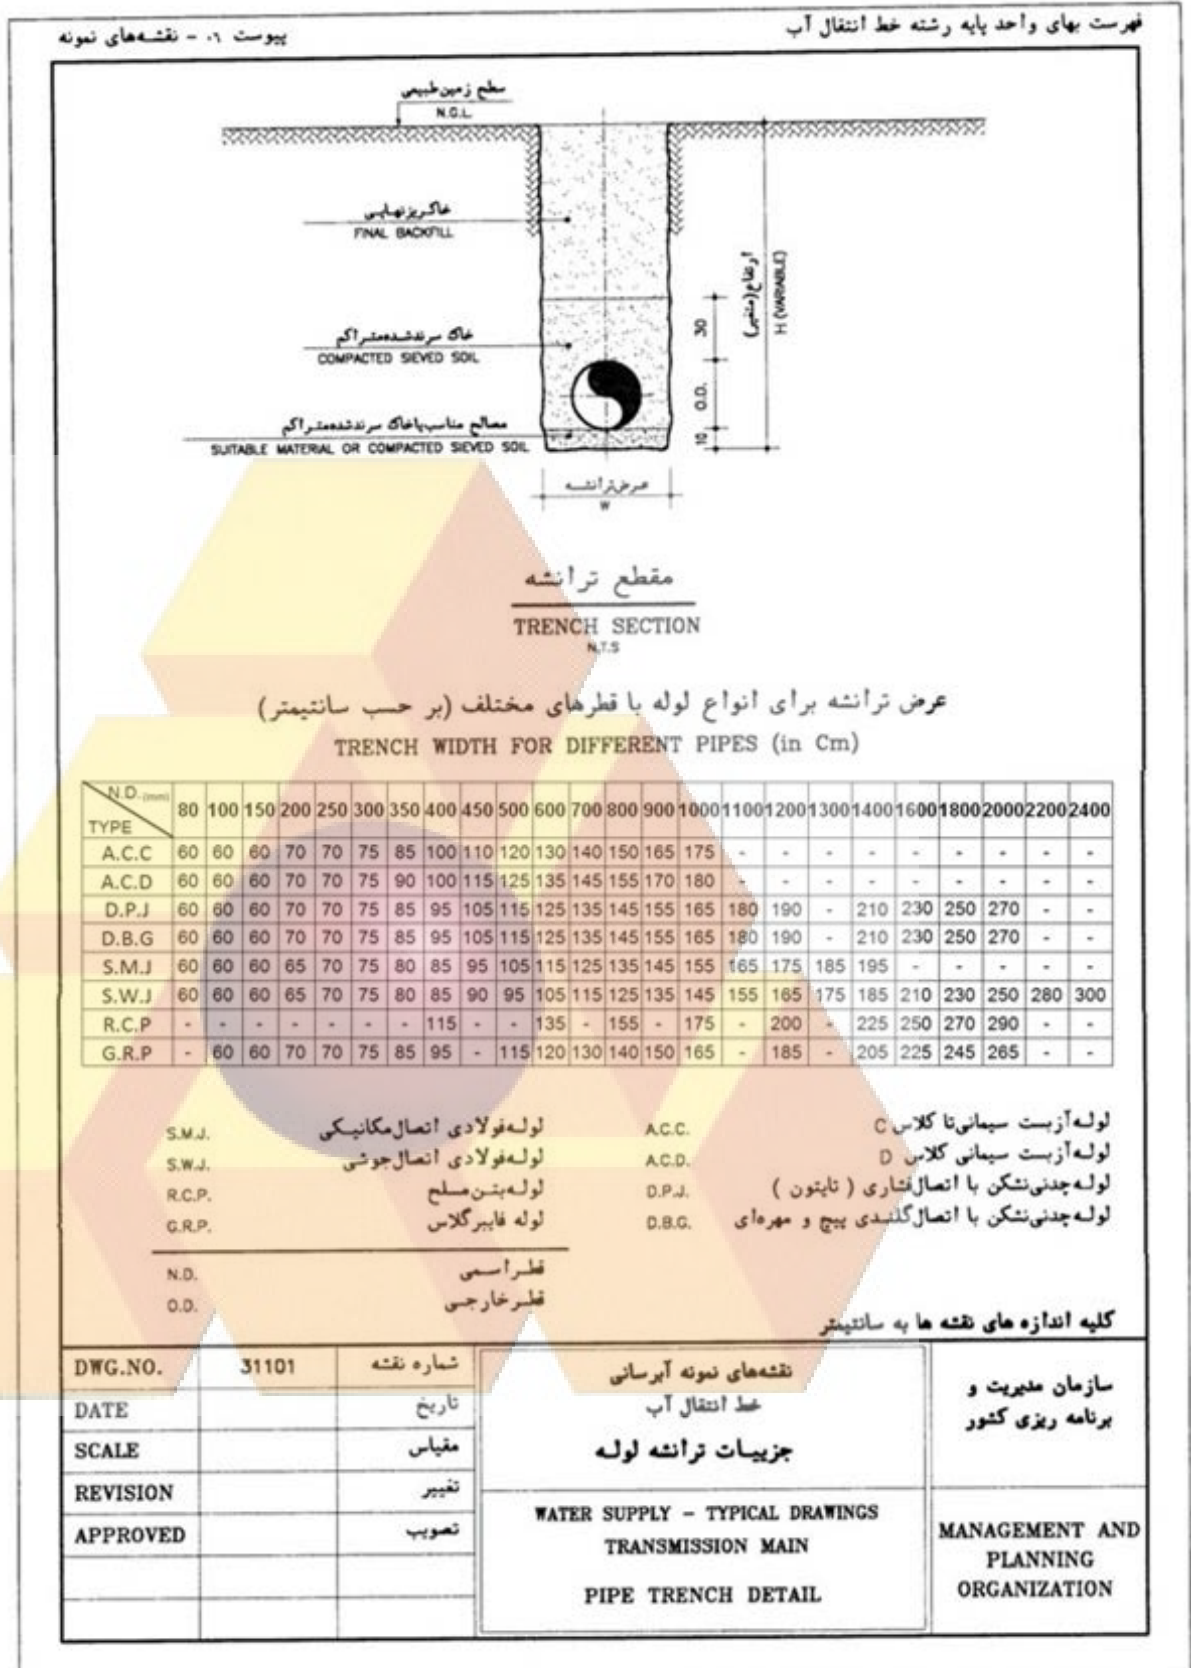 فهرست بهای واحد پایه رشته خط انتقال آب
پیوست ۰۶ - نقشه‌های نمونه
سطح زمین طبیعی
N.G.L.
خاکریز نهایی
FINAL BACKFILL
خاک سرند شده متراکم
COMPACTED SIEVED SOIL
مصالح مناسب یا خاک سرند شده متراکم
SUITABLE MATERIAL OR COMPACTED SIEVED SOIL
30
O.D.
10
ارتفاع (متغیر)
H (VARIABLE)
عرض ترانشه
W
مقطع ترانشه
TRENCH SECTION
N.T.S
عرض ترانشه برای انواع لوله با قطرهای مختلف (بر حسب سانتیمتر)
TRENCH WIDTH FOR DIFFERENT PIPES (in Cm)
N.D. (mm) TYPE 80 100 150 200 250 300 350 400 450 500 600 700 800 900 1000 1100 1200 1300 1400 1600 1800 2000 2200 2400
A.C.C 60 60 60 70 70 75 85 100 110 120 130 140 150 165 175 - - - - - - - - -
A.C.D 60 60 60 70 70 75 90 100 115 125 135 145 155 170 180 - - - - - - - - -
D.P.J 60 60 60 70 70 75 85 95 105 115 125 135 145 155 165 180 190 - 210 230 250 270 - -
D.B.G 60 60 60 70 70 75 85 95 105 115 125 135 145 155 165 180 190 - 210 230 250 270 - -
S.M.J 60 60 60 65 70 75 80 85 95 105 115 125 135 145 155 165 175 185 195 - - - - -
S.W.J 60 60 60 65 70 75 80 85 90 95 105 115 125 135 145 155 165 175 185 210 230 250 280 300
R.C.P - - - - - - - 115 - - 135 - 155 - 175 - 200 - 225 250 270 290 - -
G.R.P - 60 60 70 70 75 85 95 - 115 120 130 140 150 165 - 185 - 205 225 245 265 - -
لوله آزبست سیمانی تا کلاس C A.C.C.
لوله آزبست سیمانی کلاس D A.C.D.
لوله چدنی نشکن با اتصال فشاری ( تایتون ) D.P.J.
لوله چدنی نشکن با اتصال گلندی پیچ و مهره‌ای D.B.G.
لوله فولادی اتصال مکانیکی S.M.J.
لوله فولادی اتصال جوشی S.W.J.
لوله بتن مسلح R.C.P.
لوله فایبرگلاس G.R.P.
قطر اسمی N.D.
قطر خارجی O.D.
کلیه اندازه های نقشه ها به سانتیمتر
سازمان مدیریت و
برنامه ریزی کشور
MANAGEMENT AND
PLANNING
ORGANIZATION
نقشه‌های نمونه آبرسانی
خط انتقال آب
جزییات ترانشه لوله
WATER SUPPLY - TYPICAL DRAWINGS
TRANSMISSION MAIN
PIPE TRENCH DETAIL
DWG.NO. 31101 شماره نقشه
DATE تاریخ
SCALE مقیاس
REVISION تغییر
APPROVED تصویب